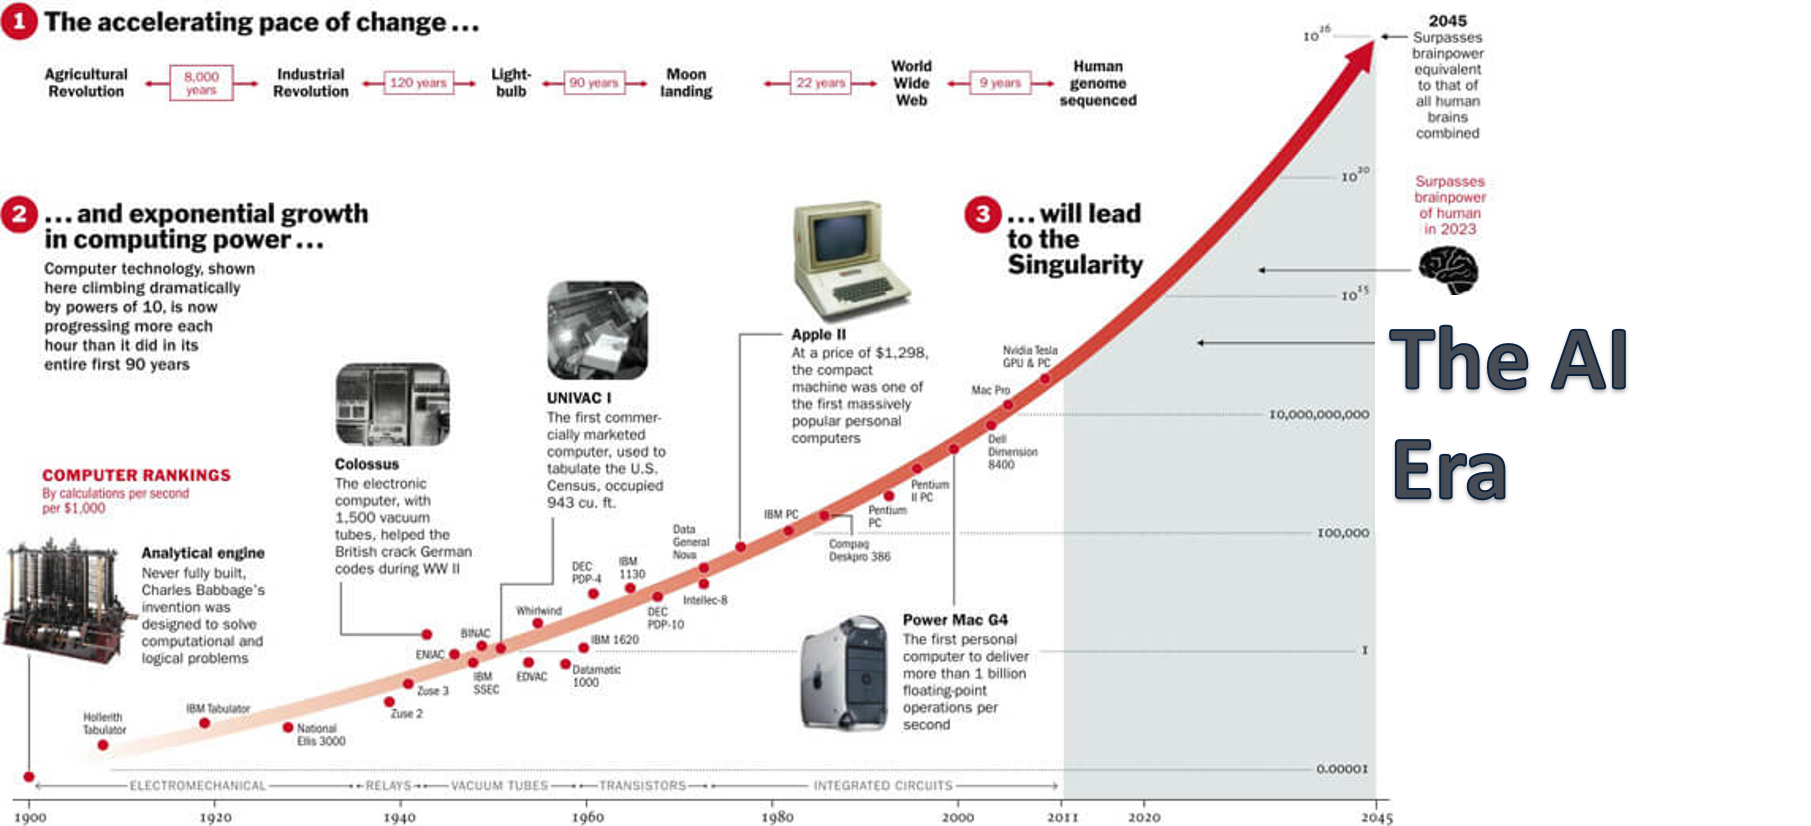 1 The accelerating pace of change...
Agricultural
Revolution
8,000
years
Industrial
Revolution
120 years
Light-
bulb
90 years
Moon
landing
22 years
World
Wide
Web
9 years
Human
genome
sequenced
2 ...and exponential growth
in computing power...
Computer technology, shown
here climbing dramatically
by powers of 10, is now
progressing more each
hour than it did in its
entire first 90 years
3 ...will lead
to the
Singularity
2045
Surpasses
brainpower
equivalent
to that of
all human
brains
combined
Surpasses
brainpower
of human
in 2023
The AI
Era
COMPUTER RANKINGS
By calculations per second
per $1,000
Analytical engine
Never fully built,
Charles Babbage's
invention was
designed to solve
computational and
logical problems
Colossus
The electronic
computer, with
1,500 vacuum
tubes, helped the
British crack German
codes during WW II
UNIVAC I
The first commer-
cially marketed
computer, used to
tabulate the U.S.
Census, occupied
943 cu. ft.
Apple II
At a price of $1,298,
the compact
machine was one of
the first massively
popular personal
computers
Power Mac G4
The first personal
computer to deliver
more than 1 billion
floating-point
operations per
second
Hollerith
Tabulator
IBM Tabulator
National
Ellis 3000
Zuse 2
Zuse 3
ENIAC
BINAC
IBM
SSEC
Whirlwind
EDVAC
DEC
PDP-4
IBM 1620
Datamatic
1000
IBM
1130
DEC
PDP-10
Data
General
Nova
Intellec-8
IBM PC
Compaq
Deskpro 386
Pentium
PC
Pentium
II PC
Dell
Dimension
8400
Mac Pro
Nvidia Tesla
GPU & PC
10²⁶
10²⁰
10¹⁵
10,000,000,000
100,000
1
0.00001
ELECTROMECHANICAL
RELAYS
VACUUM TUBES
TRANSISTORS
INTEGRATED CIRCUITS
1900
1920
1940
1960
1980
2000
2011
2020
2045